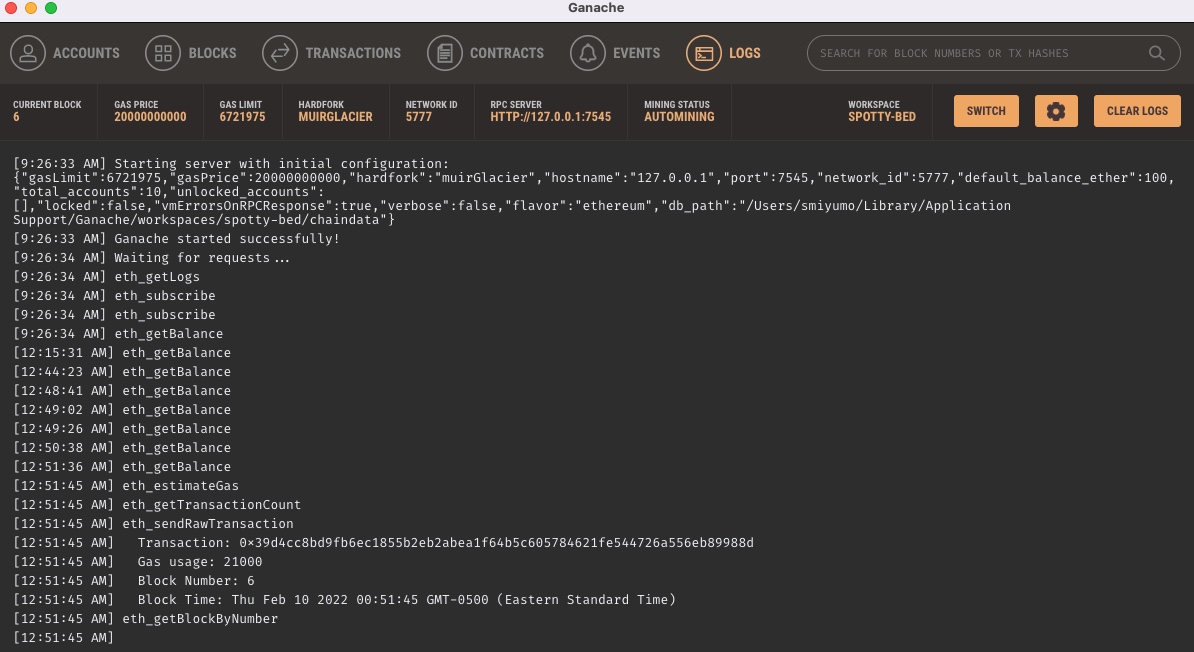 Ganache
ACCOUNTS BLOCKS TRANSACTIONS CONTRACTS EVENTS LOGS SEARCH FOR BLOCK NUMBERS OR TX HASHES
CURRENT BLOCK GAS PRICE GAS LIMIT HARDFORK NETWORK ID RPC SERVER MINING STATUS WORKSPACE
6 20000000000 6721975 MUIRGLACIER 5777 HTTP://127.0.0.1:7545 AUTOMINING SPOTTY-BED
SWITCH CLEAR LOGS
[9:26:33 AM] Starting server with initial configuration:
{"gasLimit":6721975,"gasPrice":20000000000,"hardfork":"muirGlacier","hostname":"127.0.0.1","port":7545,"network_id":5777,"default_balance_ether":100,
"total_accounts":10,"unlocked_accounts":
[],"locked":false,"vmErrorsOnRPCResponse":true,"verbose":false,"flavor":"ethereum","db_path":"/Users/smiyumo/Library/Application
Support/Ganache/workspaces/spotty-bed/chaindata"}
[9:26:33 AM] Ganache started successfully!
[9:26:34 AM] Waiting for requests...
[9:26:34 AM] eth_getLogs
[9:26:34 AM] eth_subscribe
[9:26:34 AM] eth_subscribe
[9:26:34 AM] eth_getBalance
[12:15:31 AM] eth_getBalance
[12:44:23 AM] eth_getBalance
[12:48:41 AM] eth_getBalance
[12:49:02 AM] eth_getBalance
[12:49:26 AM] eth_getBalance
[12:50:38 AM] eth_getBalance
[12:51:36 AM] eth_getBalance
[12:51:45 AM] eth_estimateGas
[12:51:45 AM] eth_getTransactionCount
[12:51:45 AM] eth_sendRawTransaction
[12:51:45 AM] Transaction: 0x39d4cc8bd9fb6ec1855b2eb2abea1f64b5c605784621fe544726a556eb89988d
[12:51:45 AM] Gas usage: 21000
[12:51:45 AM] Block Number: 6
[12:51:45 AM] Block Time: Thu Feb 10 2022 00:51:45 GMT-0500 (Eastern Standard Time)
[12:51:45 AM] eth_getBlockByNumber
[12:51:45 AM]